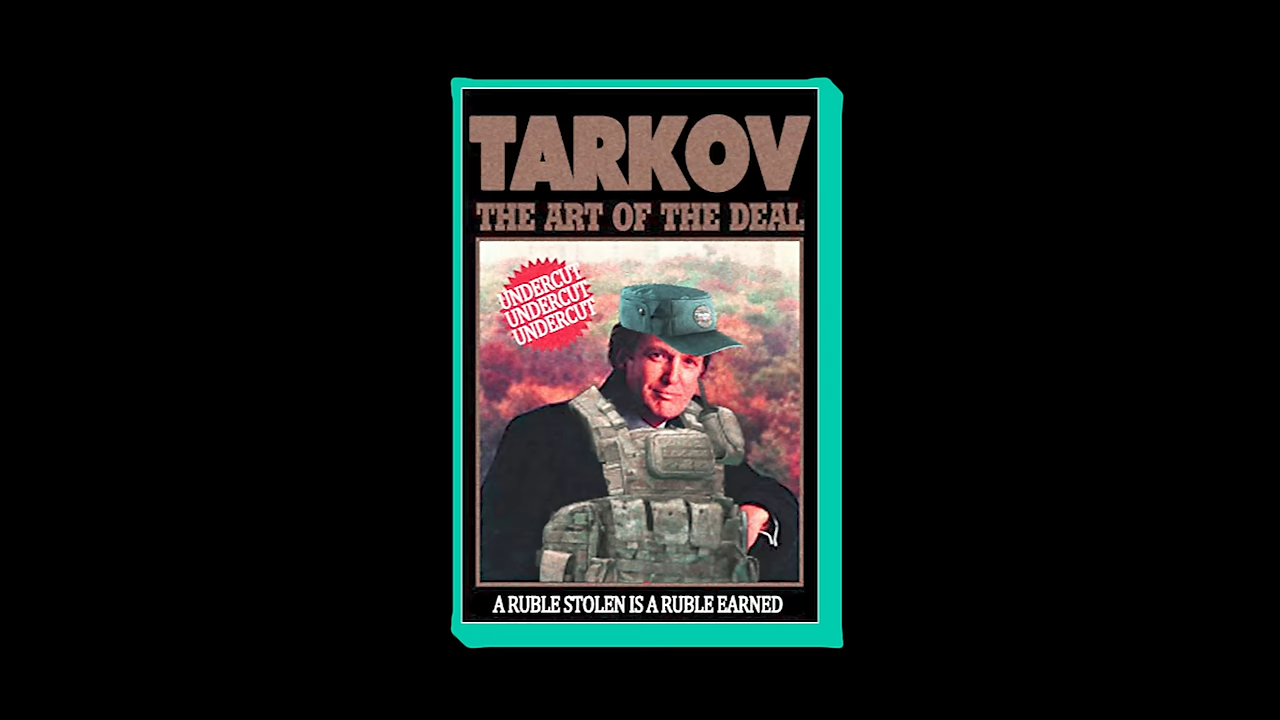 TARKOV
THE ART OF THE DEAL
UNDERCUT
UNDERCUT
UNDERCUT
A RUBLE STOLEN IS A RUBLE EARNED